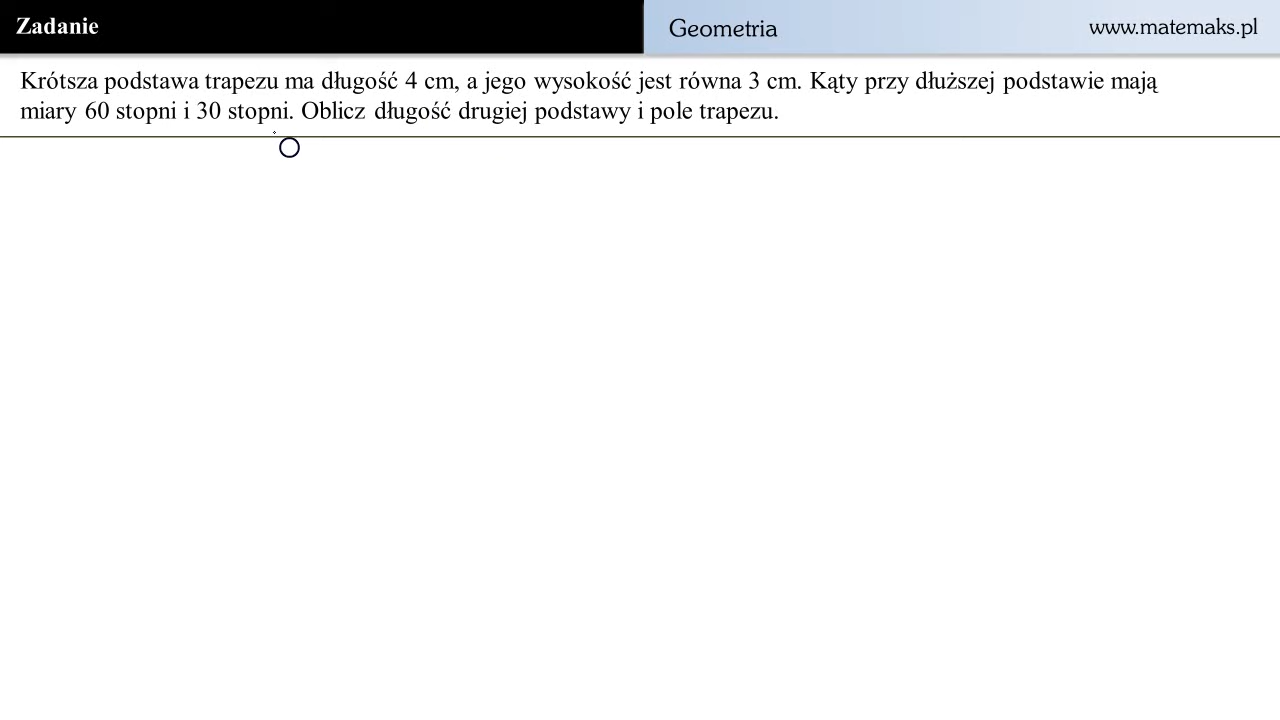 Zadanie
Geometria
www.matemaks.pl
Krótsza podstawa trapezu ma długość 4 cm, a jego wysokość jest równa 3 cm. Kąty przy dłuższej podstawie mają
miary 60 stopni i 30 stopni. Oblicz długość drugiej podstawy i pole trapezu.